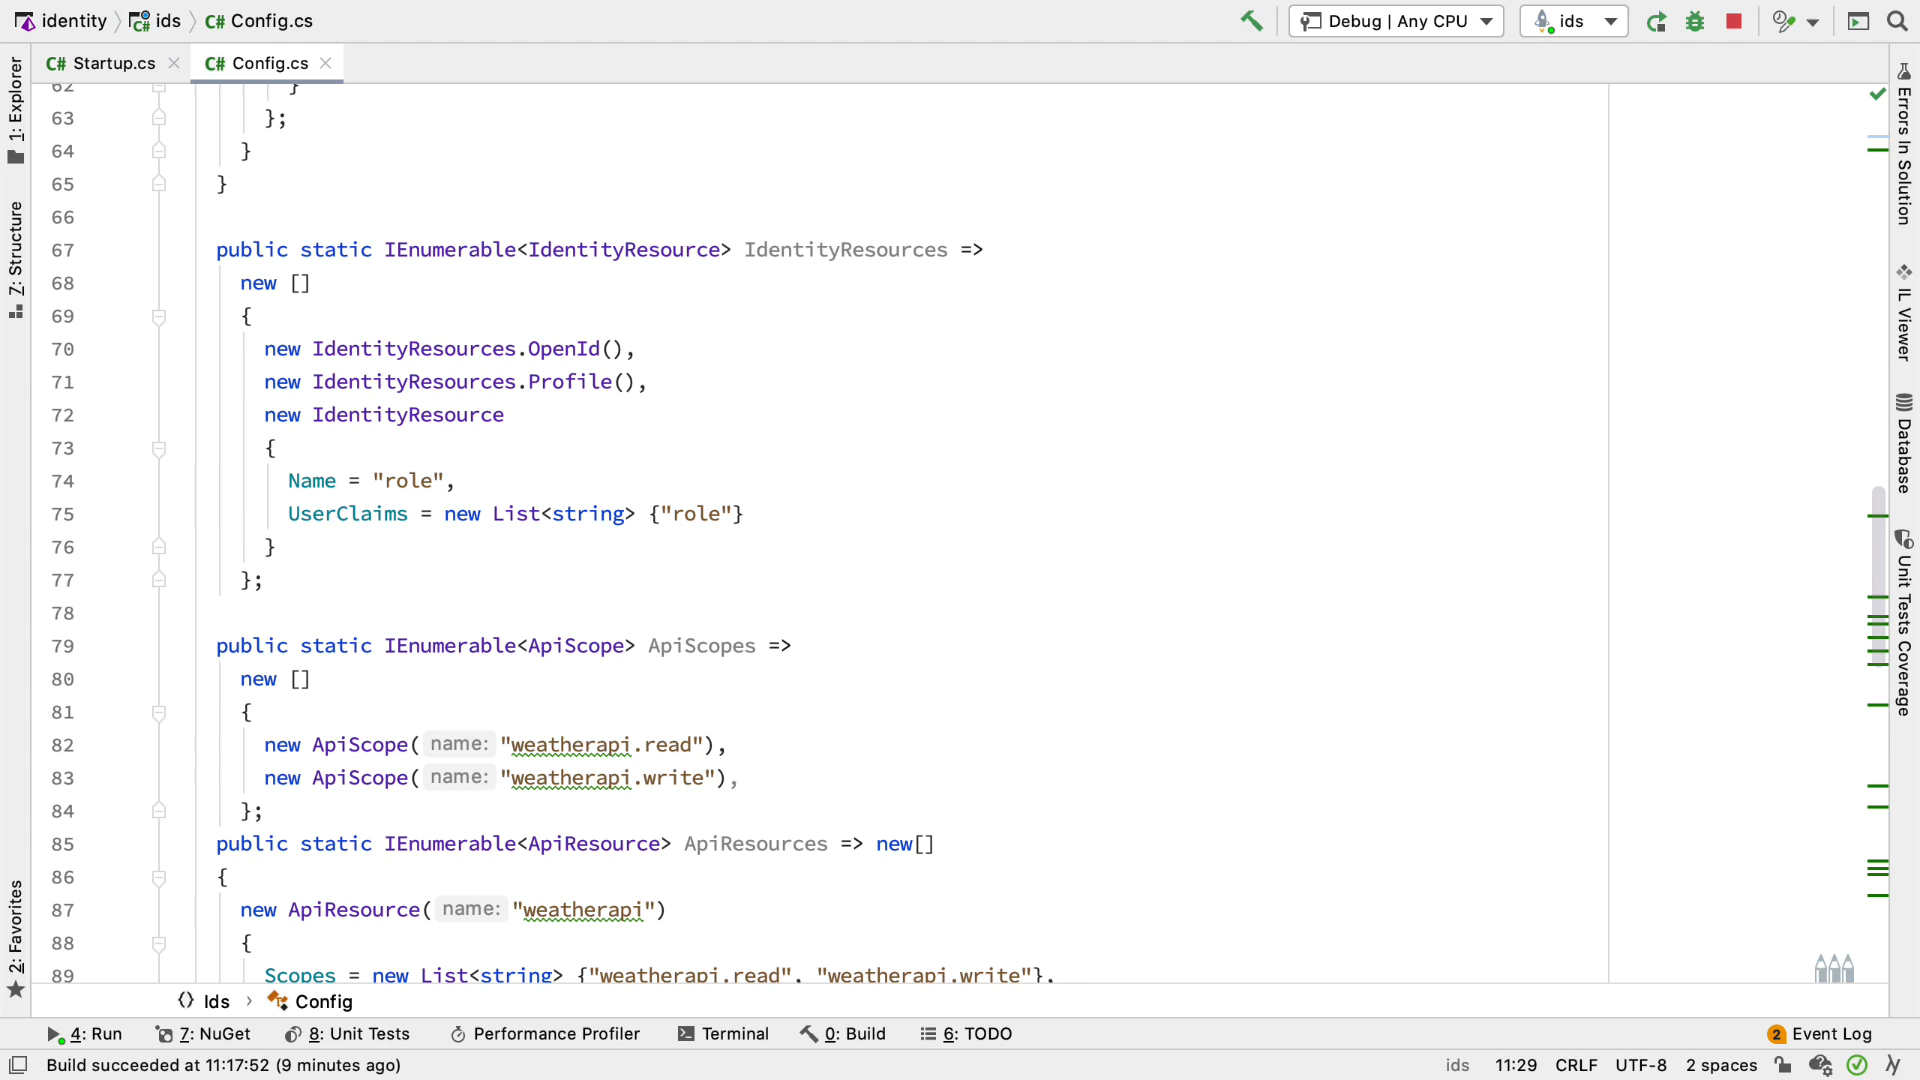 identity ids C# Config.cs Debug | Any CPU ids
C# Startup.cs C# Config.cs
62 }
63 };
64 }
65 }
66
67 public static IEnumerable<IdentityResource> IdentityResources =>
68 new []
69 {
70 new IdentityResources.OpenId(),
71 new IdentityResources.Profile(),
72 new IdentityResource
73 {
74 Name = "role",
75 UserClaims = new List<string> {"role"}
76 }
77 };
78
79 public static IEnumerable<ApiScope> ApiScopes =>
80 new []
81 {
82 new ApiScope( name: "weatherapi.read"),
83 new ApiScope( name: "weatherapi.write"),
84 };
85 public static IEnumerable<ApiResource> ApiResources => new[]
86 {
87 new ApiResource( name: "weatherapi")
88 {
89 Scopes = new List<string> {"weatherapi.read", "weatherapi.write"},
1: Explorer
7: Structure
2: Favorites
Errors In Solution
IL Viewer
Database
Unit Tests Coverage
Ids › Config
4: Run 7: NuGet 8: Unit Tests Performance Profiler Terminal 0: Build 6: TODO 2 Event Log
Build succeeded at 11:17:52 (9 minutes ago) ids 11:29 CRLF UTF-8 2 spaces